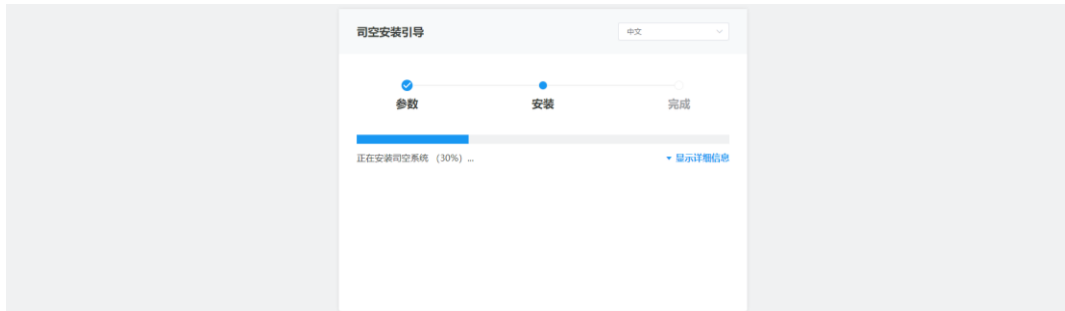 司空安装引导
中文
参数
安装
完成
正在安装司空系统 (30%) ...
显示详细信息